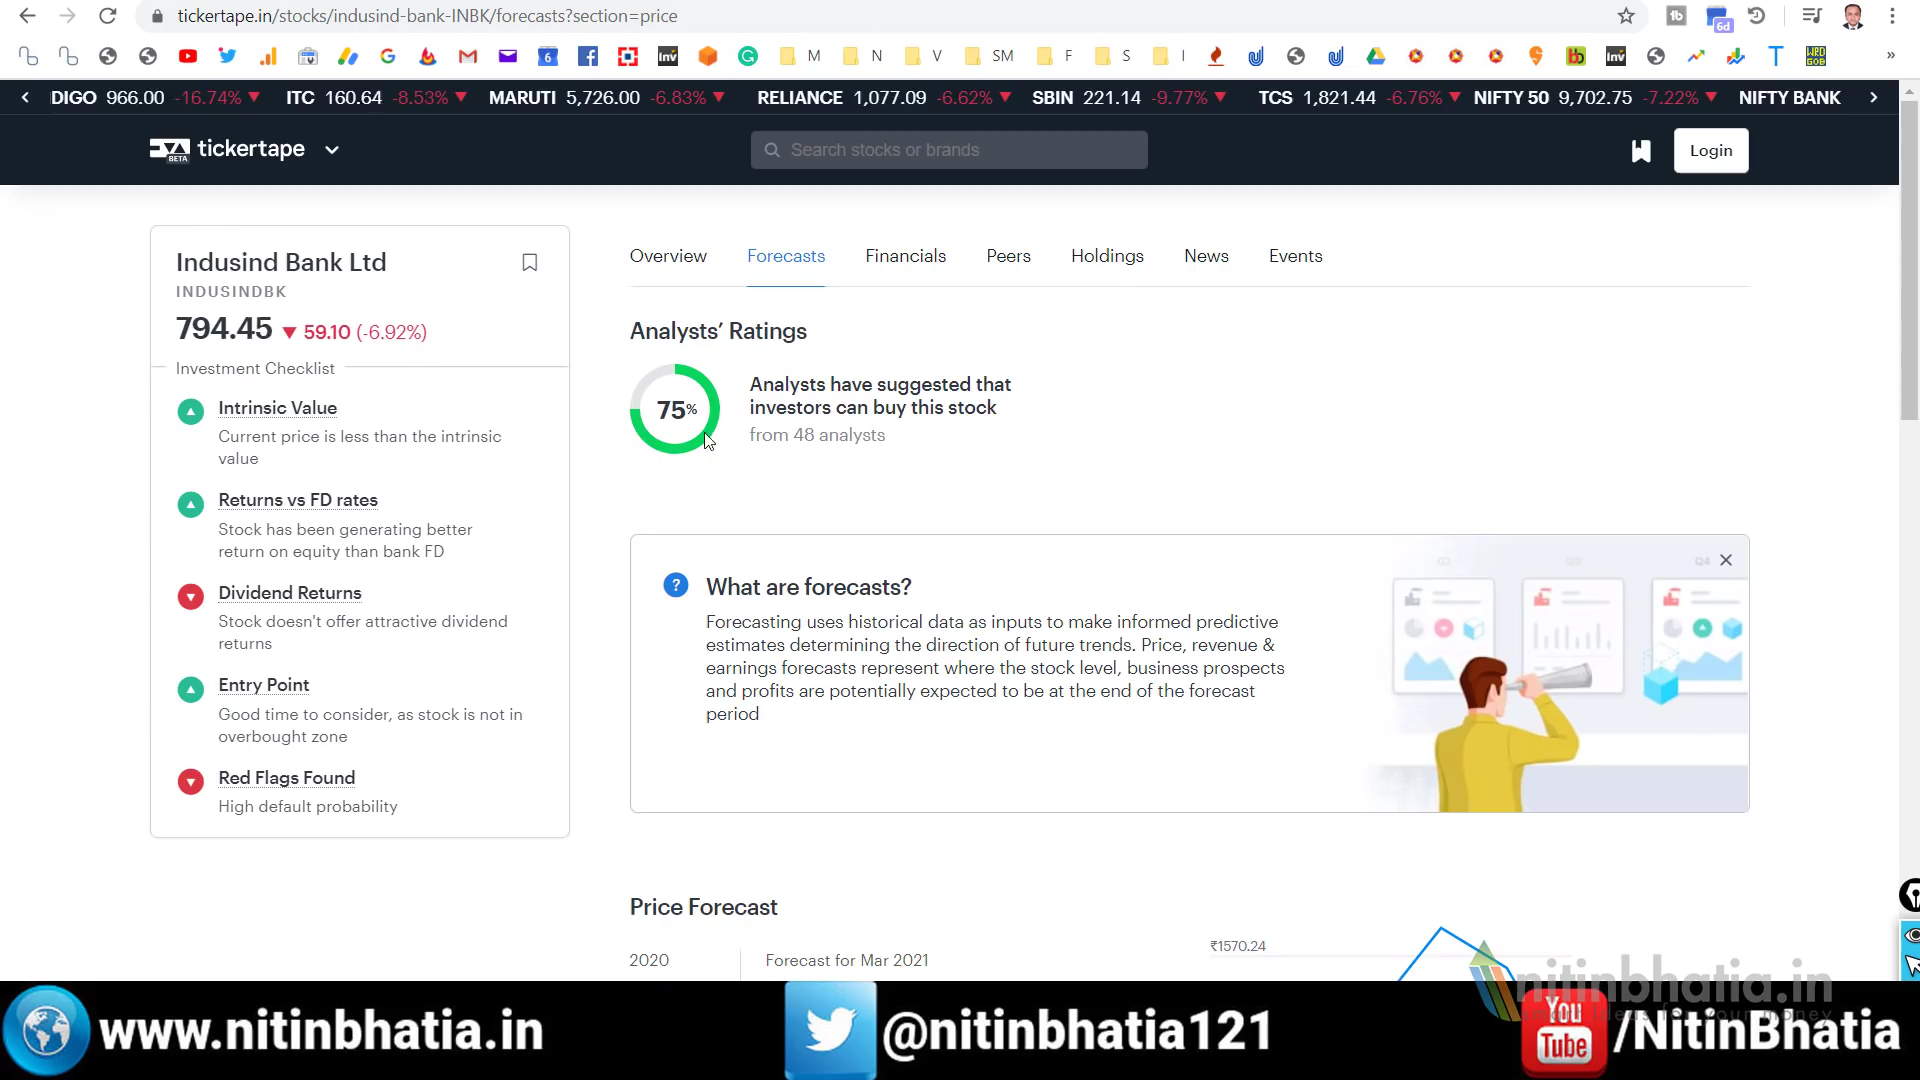 tickertape.in/stocks/indusind-bank-INBK/forecasts?section=price
6d
M N V SM F S I
DIGO 966.00 -16.74% ITC 160.64 -8.53% MARUTI 5,726.00 -6.83% RELIANCE 1,077.09 -6.62% SBIN 221.14 -9.77% TCS 1,821.44 -6.76% NIFTY 50 9,702.75 -7.22% NIFTY BANK
BETA tickertape
Search stocks or brands
Login
Indusind Bank Ltd
INDUSINDBK
794.45 59.10 (-6.92%)
Investment Checklist
Intrinsic Value
Current price is less than the intrinsic
value
Returns vs FD rates
Stock has been generating better
return on equity than bank FD
Dividend Returns
Stock doesn't offer attractive dividend
returns
Entry Point
Good time to consider, as stock is not in
overbought zone
Red Flags Found
High default probability
Overview Forecasts Financials Peers Holdings News Events
Analysts' Ratings
75%
Analysts have suggested that
investors can buy this stock
from 48 analysts
What are forecasts?
Forecasting uses historical data as inputs to make informed predictive
estimates determining the direction of future trends. Price, revenue &
earnings forecasts represent where the stock level, business prospects
and profits are potentially expected to be at the end of the forecast
period
Q2 Q3 Q4
Price Forecast
2020 Forecast for Mar 2021
₹1570.24
nitinbhatia.in
www.nitinbhatia.in
@nitinbhatia121
You
Tube
/NitinBhatia